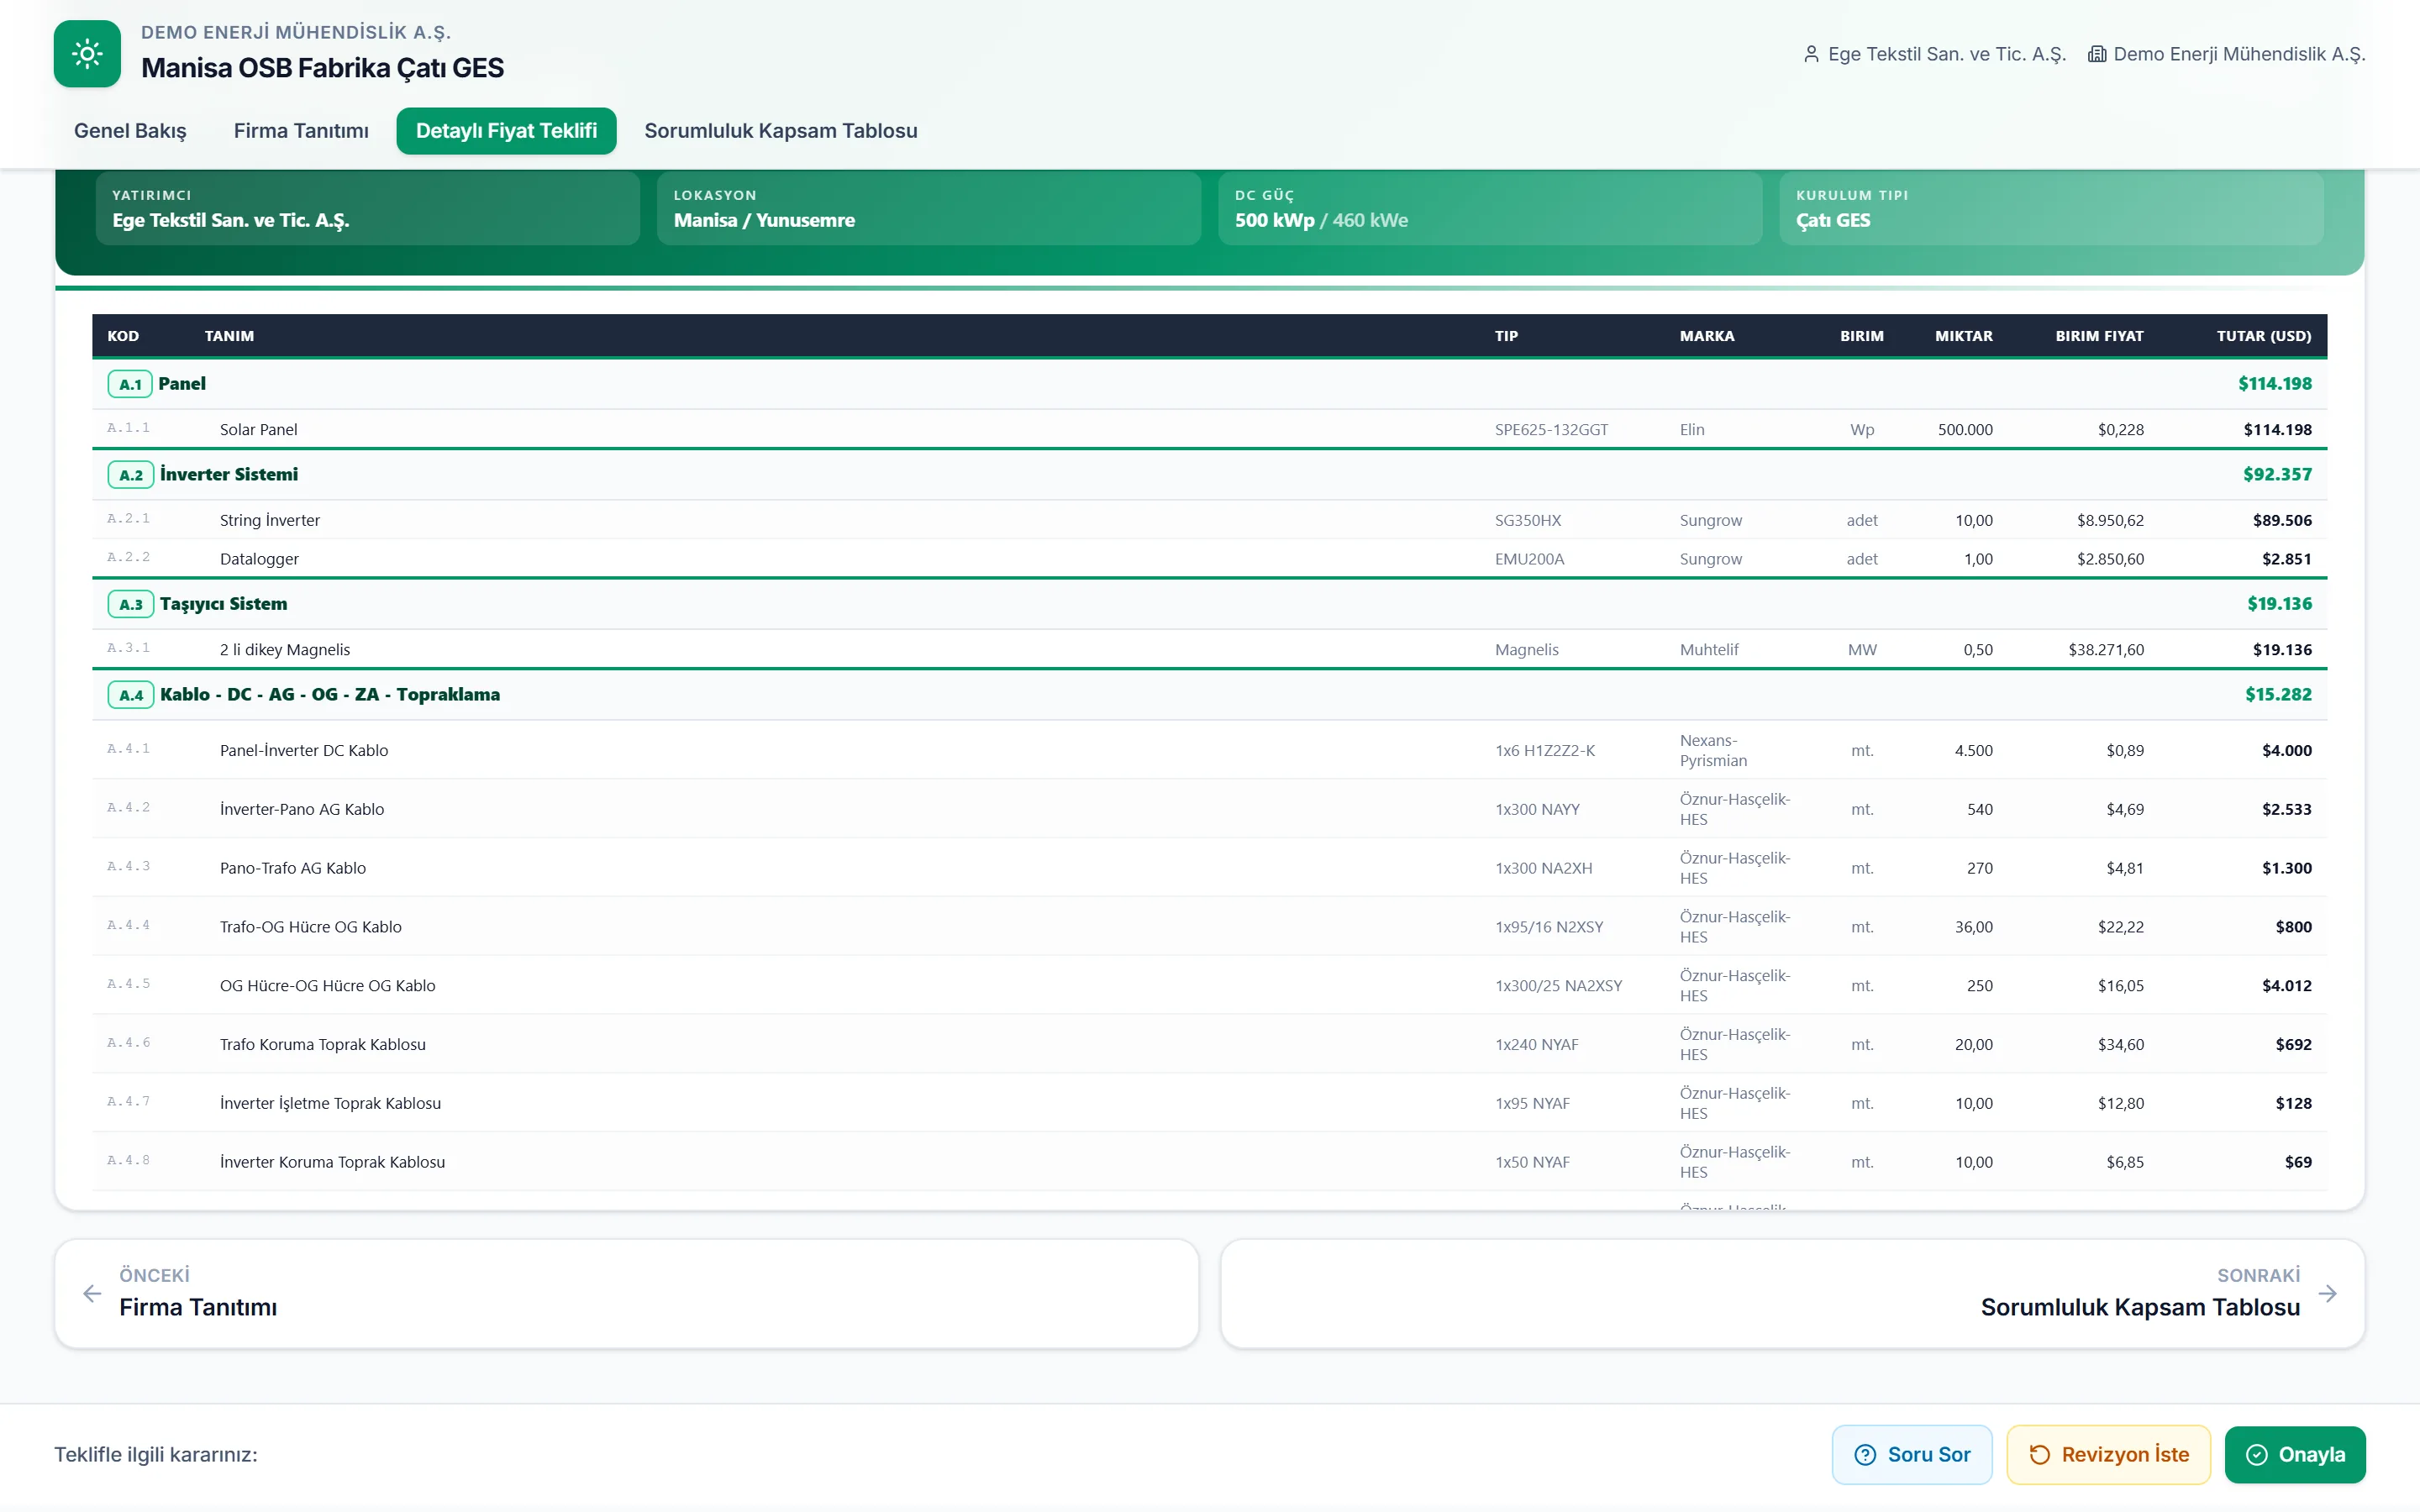 DEMO ENERJİ MÜHENDİSLİK A.Ş.
Manisa OSB Fabrika Çatı GES
Ege Tekstil San. ve Tic. A.Ş. Demo Enerji Mühendislik A.Ş.
Genel Bakış Firma Tanıtımı Detaylı Fiyat Teklifi Sorumluluk Kapsam Tablosu
YATIRIMCI
Ege Tekstil San. ve Tic. A.Ş.
LOKASYON
Manisa / Yunusemre
DC GÜÇ
500 kWp / 460 kWe
KURULUM TIPI
Çatı GES
KOD TANIM TIP MARKA BIRIM MIKTAR BIRIM FIYAT TUTAR (USD)
A.1 Panel $114.198
A.1.1 Solar Panel SPE625-132GGT Elin Wp 500.000 $0,228 $114.198
A.2 İnverter Sistemi $92.357
A.2.1 String İnverter SG350HX Sungrow adet 10,00 $8.950,62 $89.506
A.2.2 Datalogger EMU200A Sungrow adet 1,00 $2.850,60 $2.851
A.3 Taşıyıcı Sistem $19.136
A.3.1 2 li dikey Magnelis Magnelis Muhtelif MW 0,50 $38.271,60 $19.136
A.4 Kablo - DC - AG - OG - ZA - Topraklama $15.282
A.4.1 Panel-İnverter DC Kablo 1x6 H1Z2Z2-K Nexans-Pyrismian mt. 4.500 $0,89 $4.000
A.4.2 İnverter-Pano AG Kablo 1x300 NAYY Öznur-Hasçelik-HES mt. 540 $4,69 $2.533
A.4.3 Pano-Trafo AG Kablo 1x300 NA2XH Öznur-Hasçelik-HES mt. 270 $4,81 $1.300
A.4.4 Trafo-OG Hücre OG Kablo 1x95/16 N2XSY Öznur-Hasçelik-HES mt. 36,00 $22,22 $800
A.4.5 OG Hücre-OG Hücre OG Kablo 1x300/25 NA2XSY Öznur-Hasçelik-HES mt. 250 $16,05 $4.012
A.4.6 Trafo Koruma Toprak Kablosu 1x240 NYAF Öznur-Hasçelik-HES mt. 20,00 $34,60 $692
A.4.7 İnverter İşletme Toprak Kablosu 1x95 NYAF Öznur-Hasçelik-HES mt. 10,00 $12,80 $128
A.4.8 İnverter Koruma Toprak Kablosu 1x50 NYAF Öznur-Hasçelik-HES mt. 10,00 $6,85 $69
ÖNCEKİ
Firma Tanıtımı
SONRAKİ
Sorumluluk Kapsam Tablosu
Teklifle ilgili kararınız:
Soru Sor Revizyon İste Onayla